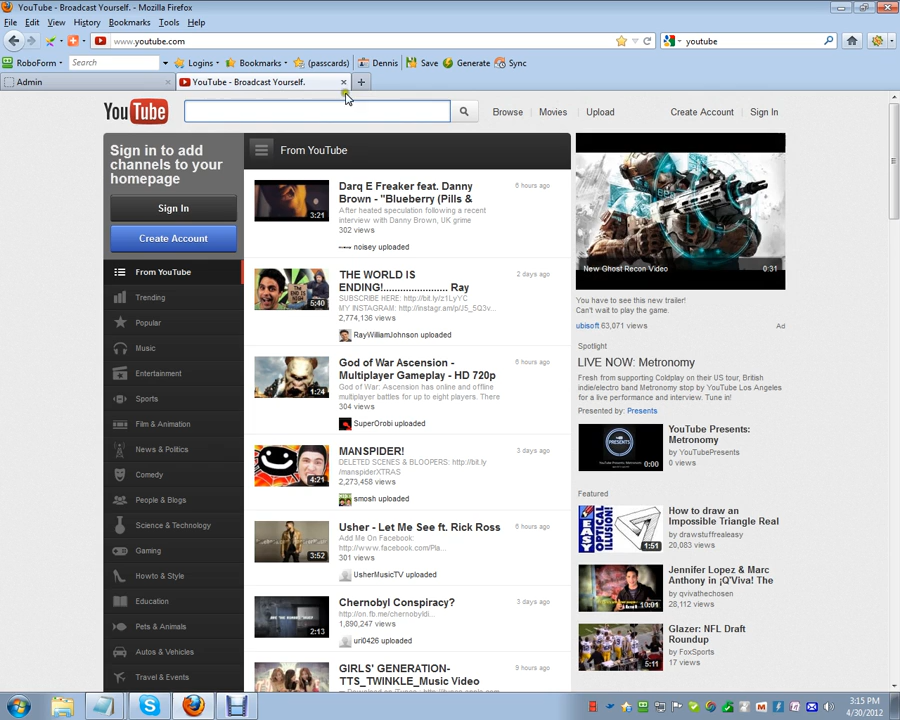 YouTube - Broadcast Yourself. - Mozilla Firefox
File Edit View History Bookmarks Tools Help
www.youtube.com
youtube
RoboForm Search Logins Bookmarks (passcards) Dennis Save Generate Sync
Admin
YouTube - Broadcast Yourself.
YouTube
Browse Movies Upload Create Account Sign In
Sign in to add
channels to your
homepage
Sign In
Create Account
From YouTube
Trending
Popular
Music
Entertainment
Sports
Film & Animation
News & Politics
Comedy
People & Blogs
Science & Technology
Gaming
Howto & Style
Education
Pets & Animals
Autos & Vehicles
Travel & Events
From YouTube
3:21
Darq E Freaker feat. Danny
Brown - "Blueberry (Pills &
6 hours ago
After heated speculation following a recent
interview with Danny Brown, UK grime
302 views
noisey uploaded
5:40
THE WORLD IS
ENDING!...................... Ray
2 days ago
SUBSCRIBE HERE: http://bit.ly/z1LyYC
MY INSTAGRAM: http://instagr.am/p/J5_5Q3v...
2,774,136 views
RayWilliamJohnson uploaded
1:24
God of War Ascension -
Multiplayer Gameplay - HD 720p
6 hours ago
God of War: Ascension has online and offline
multiplayer battles for up to eight players. There
304 views
SuperOrobi uploaded
4:21
MANSPIDER!
3 days ago
DELETED SCENES & BLOOPERS: http://bit.ly
/manspiderXTRAS
2,273,458 views
smosh uploaded
3:52
Usher - Let Me See ft. Rick Ross
6 hours ago
Add Me On Facebook:
http://www.facebook.com/Pla...
301 views
UsherMusicTV uploaded
2:13
Chernobyl Conspiracy?
3 days ago
http://on.fb.me/chernobyldi...
1,890,247 views
uri0426 uploaded
GIRLS' GENERATION-
TTS_TWINKLE_Music Video
9 hours ago
New Ghost Recon Video
0:31
You have to see this new trailer!
Can't wait to play the game.
ubisoft 63,071 views
Ad
Spotlight
LIVE NOW: Metronomy
Fresh from supporting Coldplay on their US tour, British
indie/electro band Metronomy stop by YouTube Los Angeles
for a live performance and interview. Tune in!
Presented by: Presents
PRESENTS
0:00
YouTube Presents:
Metronomy
by YouTubePresents
0 views
Featured
EASY
OPTICAL
ILLUSION!
1:51
How to draw an
Impossible Triangle Real
by drawstuffrealeasy
20,083 views
10:01
Jennifer Lopez & Marc
Anthony in ¡Q'Viva! The
by qvivathechosen
28,112 views
5:11
Glazer: NFL Draft
Roundup
by FoxSports
17 views
3:15 PM
4/30/2012